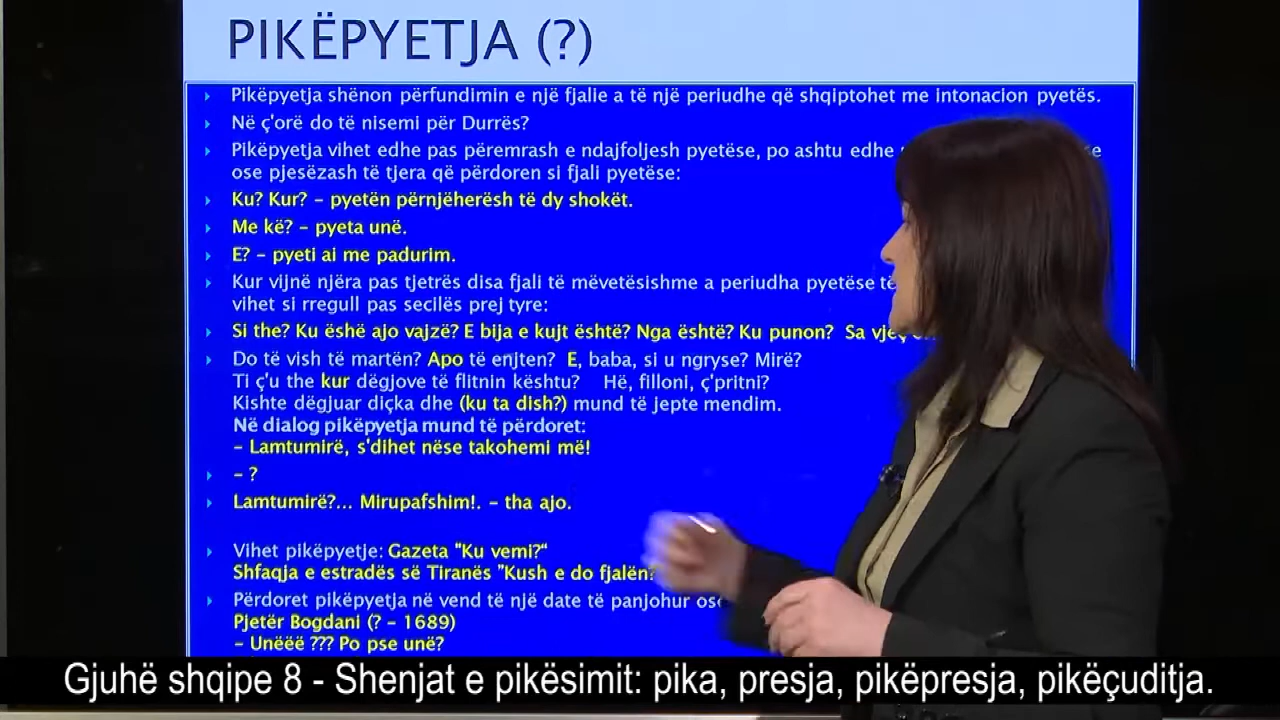 PIKËPYETJA (?)
Pikëpyetja shënon përfundimin e një fjalie a të një periudhe që shqiptohet me intonacion pyetës.
Në ç'orë do të nisemi për Durrës?
Pikëpyetja vihet edhe pas përemrash e ndajfoljesh pyetëse, po ashtu edhe
ose pjesëzash të tjera që përdoren si fjali pyetëse:
Ku? Kur? – pyetën përnjëherësh të dy shokët.
Me kë? – pyeta unë.
E? – pyeti ai me padurim.
Kur vijnë njëra pas tjetrës disa fjali të mëvetësishme a periudha pyetëse
vihet si rregull pas secilës prej tyre:
Si the? Ku ëshë ajo vajzë? E bija e kujt është? Nga është? Ku punon? Sa
Do të vish të martën? Apo të enjten? E, baba, si u ngryse? Mirë?
Ti ç'u the kur dëgjove të flitnin kështu? Hë, filloni, ç'pritni?
Kishte dëgjuar diçka dhe (ku ta dish?) mund të jepte mendim.
Në dialog pikëpyetja mund të përdoret:
– Lamtumirë, s'dihet nëse takohemi më!
– ?
Lamtumirë?... Mirupafshim!. – tha ajo.
Vihet pikëpyetje: Gazeta "Ku vemi?"
Shfaqja e estradës së Tiranës "Kush e do fjalën?
Përdoret pikëpyetja në vend të një date të panjohur
Pjetër Bogdani (? – 1689)
– Unëëë ??? Po pse unë?
Gjuhë shqipe 8 - Shenjat e pikësimit: pika, presja, pikëpresja, pikëçuditja.